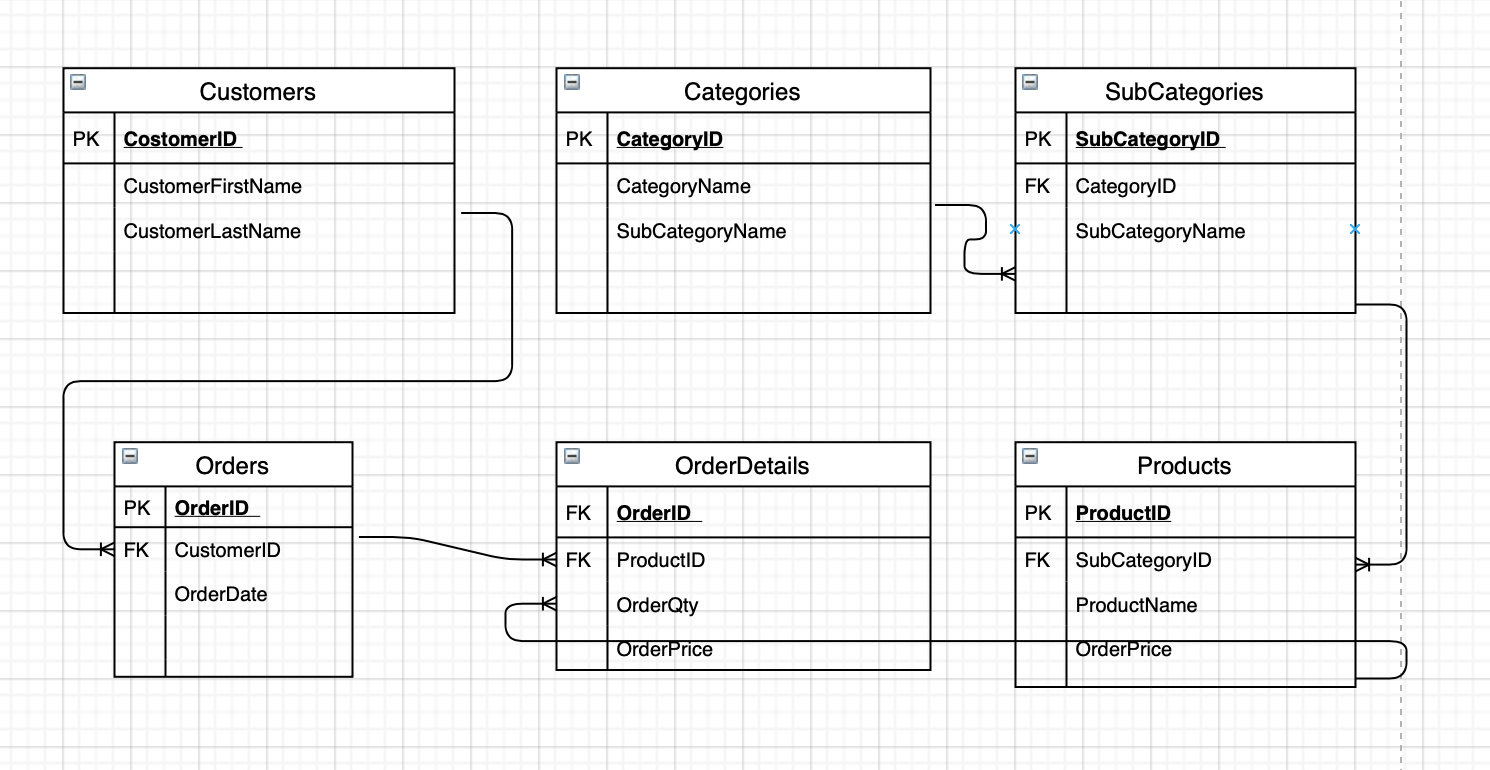 Customers
PK CostomerID
CustomerFirstName
CustomerLastName
Categories
PK CategoryID
CategoryName
SubCategoryName
SubCategories
PK SubCategoryID
FK CategoryID
SubCategoryName
Orders
PK OrderID
FK CustomerID
OrderDate
OrderDetails
FK OrderID
FK ProductID
OrderQty
OrderPrice
Products
PK ProductID
FK SubCategoryID
ProductName
OrderPrice